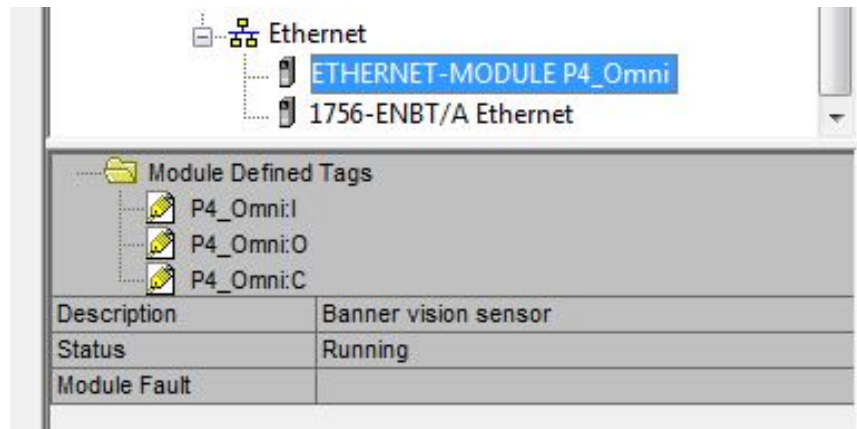 Ethernet
ETHERNET-MODULE P4_Omni
1756-ENBT/A Ethernet
Module Defined Tags
P4_Omni:I
P4_Omni:O
P4_Omni:C
Description Banner vision sensor
Status Running
Module Fault